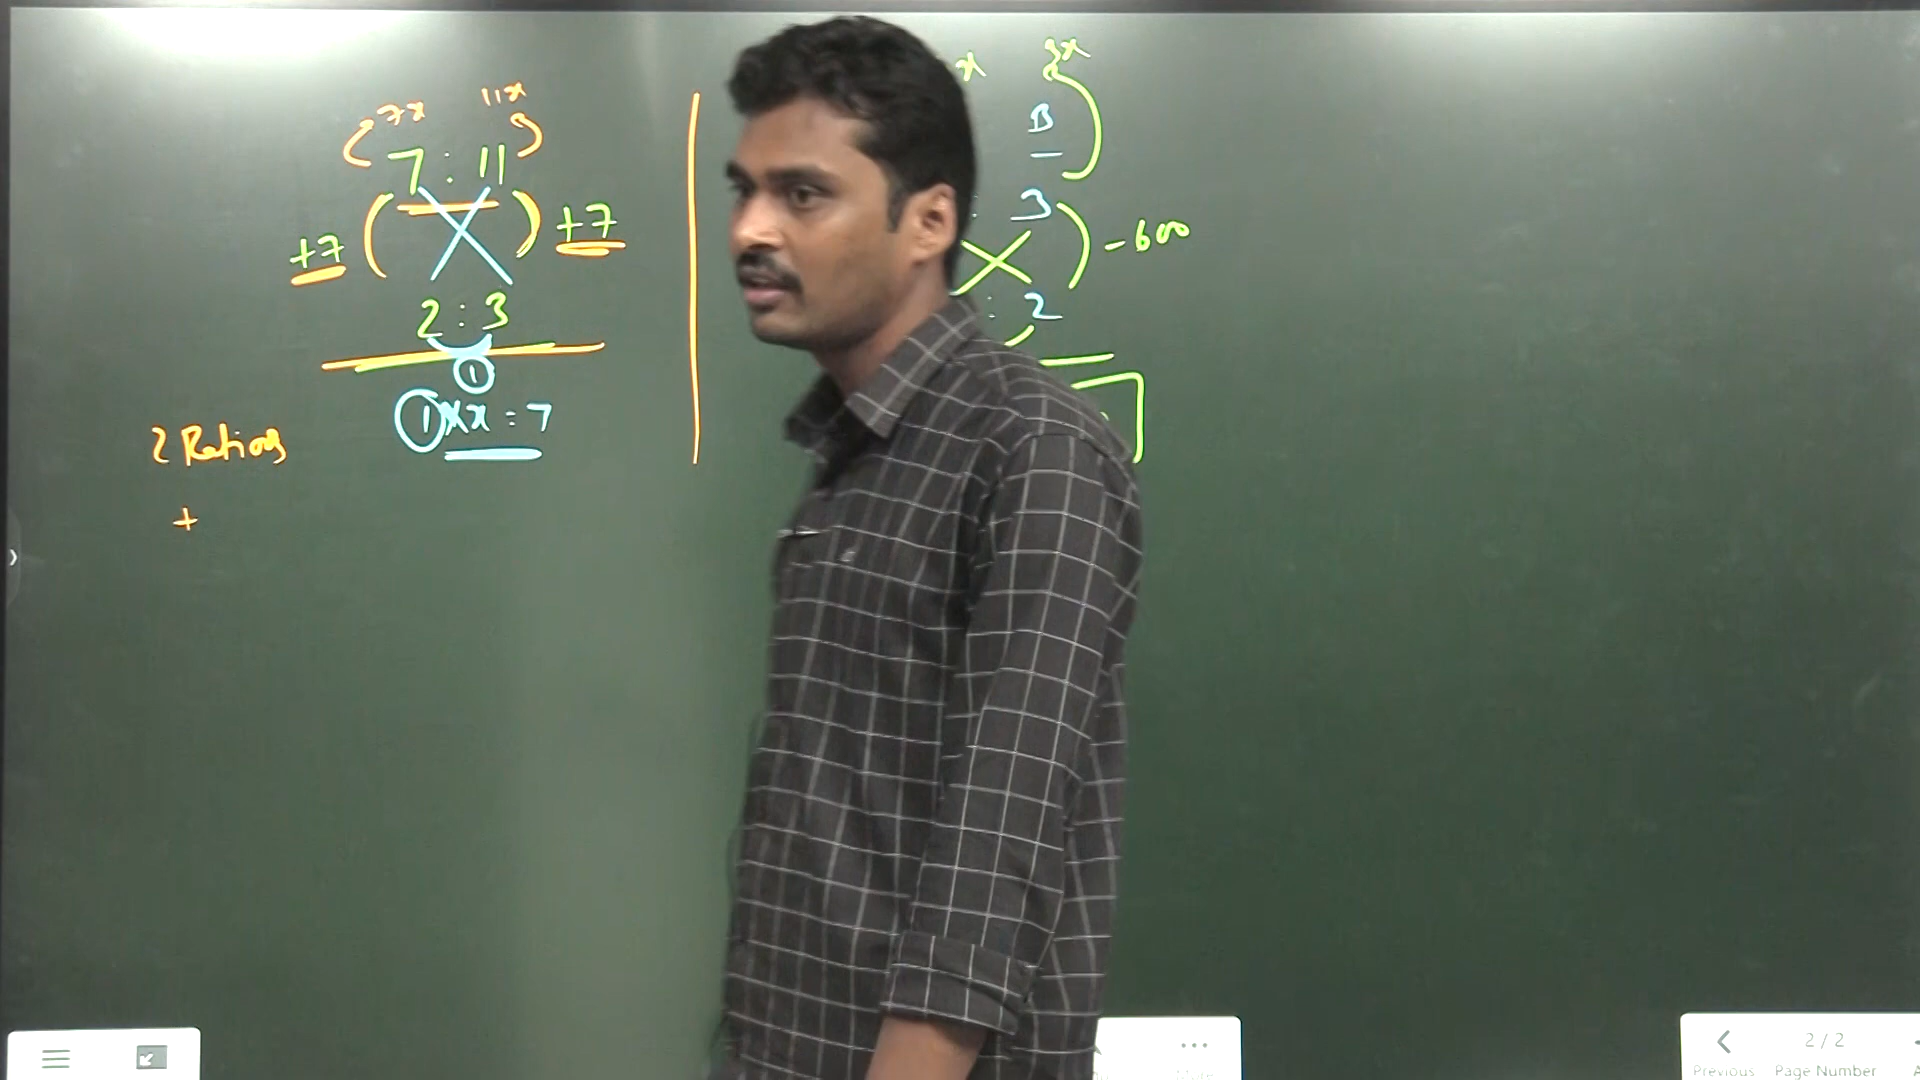 7x 11x
7 : 11
+7 +7
2 : 3
1
1 × x = 7
2 Ratios
+
x 3x
B
: 3
-600
: 2
2 / 2
Previous Page Number